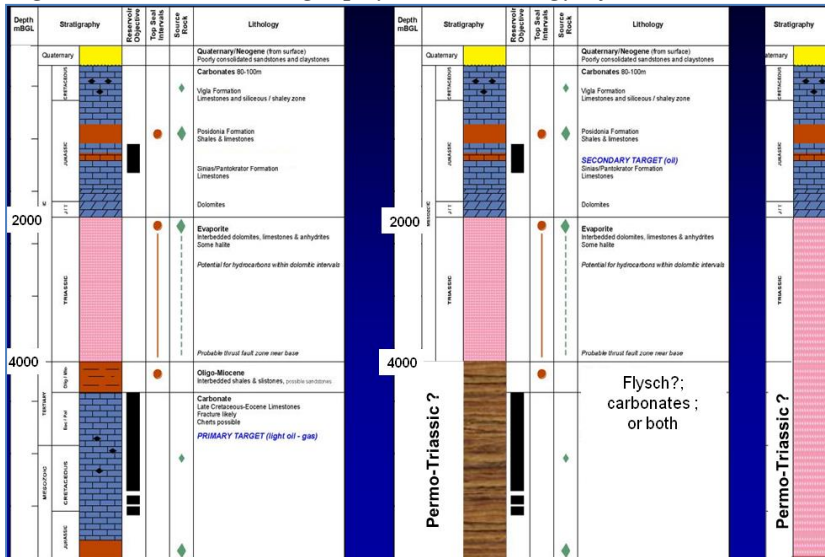 Depth
mBGL
Stratigraphy
Reservoir
Objective
Top Seal
Intervals
Source
Rock
Lithology
Quaternary
Quaternary/Neogene (from surface)
Poorly consolidated sandstones and claystones
CRETACEOUS
Carbonates 80-100m
Vigla Formation
Limestones and siliceous / shaley zone
JURASSIC
Posidonia Formation
Shales & limestones
Sinias/Pantokrator Formation
Limestones
J/T
Dolomites
2000
TRIASSIC
Evaporite
Interbedded dolomites, limestones & anhydrites
Some halite
Potential for hydrocarbons within dolomitic intervals
Probable thrust fault zone near base
4000
Oligo-Miocene
Interbedded shales & slistones, possible sandstones
TERTIARY
Carbonate
Late Cretaceous-Eocene Limestones
Fracture likely
Cherts possible
PRIMARY TARGET (light oil - gas)
MESOZOIC
CRETACEOUS
JURASSIC
Depth
mBGL
Stratigraphy
Reservoir
Objective
Top Seal
Intervals
Source
Rock
Lithology
Quaternary
Quaternary/Neogene (from surface)
Poorly consolidated sandstones and claystones
CRETACEOUS
Carbonates 80-100m
Vigla Formation
Limestones and siliceous / shaley zone
JURASSIC
Posidonia Formation
Shales & limestones
SECONDARY TARGET (oil)
Sinias/Pantokrator Formation
Limestones
MESOZOIC
J/T
Dolomites
2000
TRIASSIC
Evaporite
Interbedded dolomites, limestones & anhydrites
Some halite
Potential for hydrocarbons within dolomitic intervals
Probable thrust fault zone near base
4000
Permo-Triassic ?
Flysch?;
carbonates ;
or both
Quaternary
CRETACEOUS
JURASSIC
J/T
TRIASSIC
Permo-Triassic ?